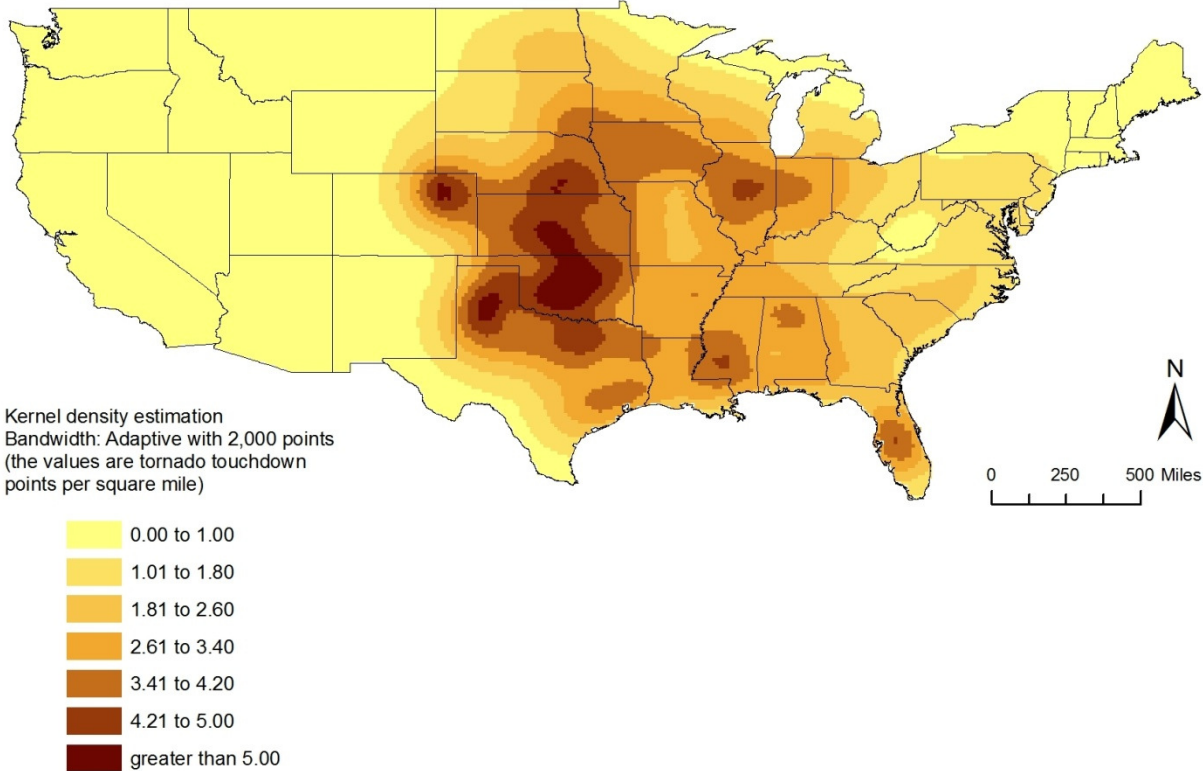 N
0 250 500 Miles
Kernel density estimation
Bandwidth: Adaptive with 2,000 points
(the values are tornado touchdown
points per square mile)
0.00 to 1.00
1.01 to 1.80
1.81 to 2.60
2.61 to 3.40
3.41 to 4.20
4.21 to 5.00
greater than 5.00